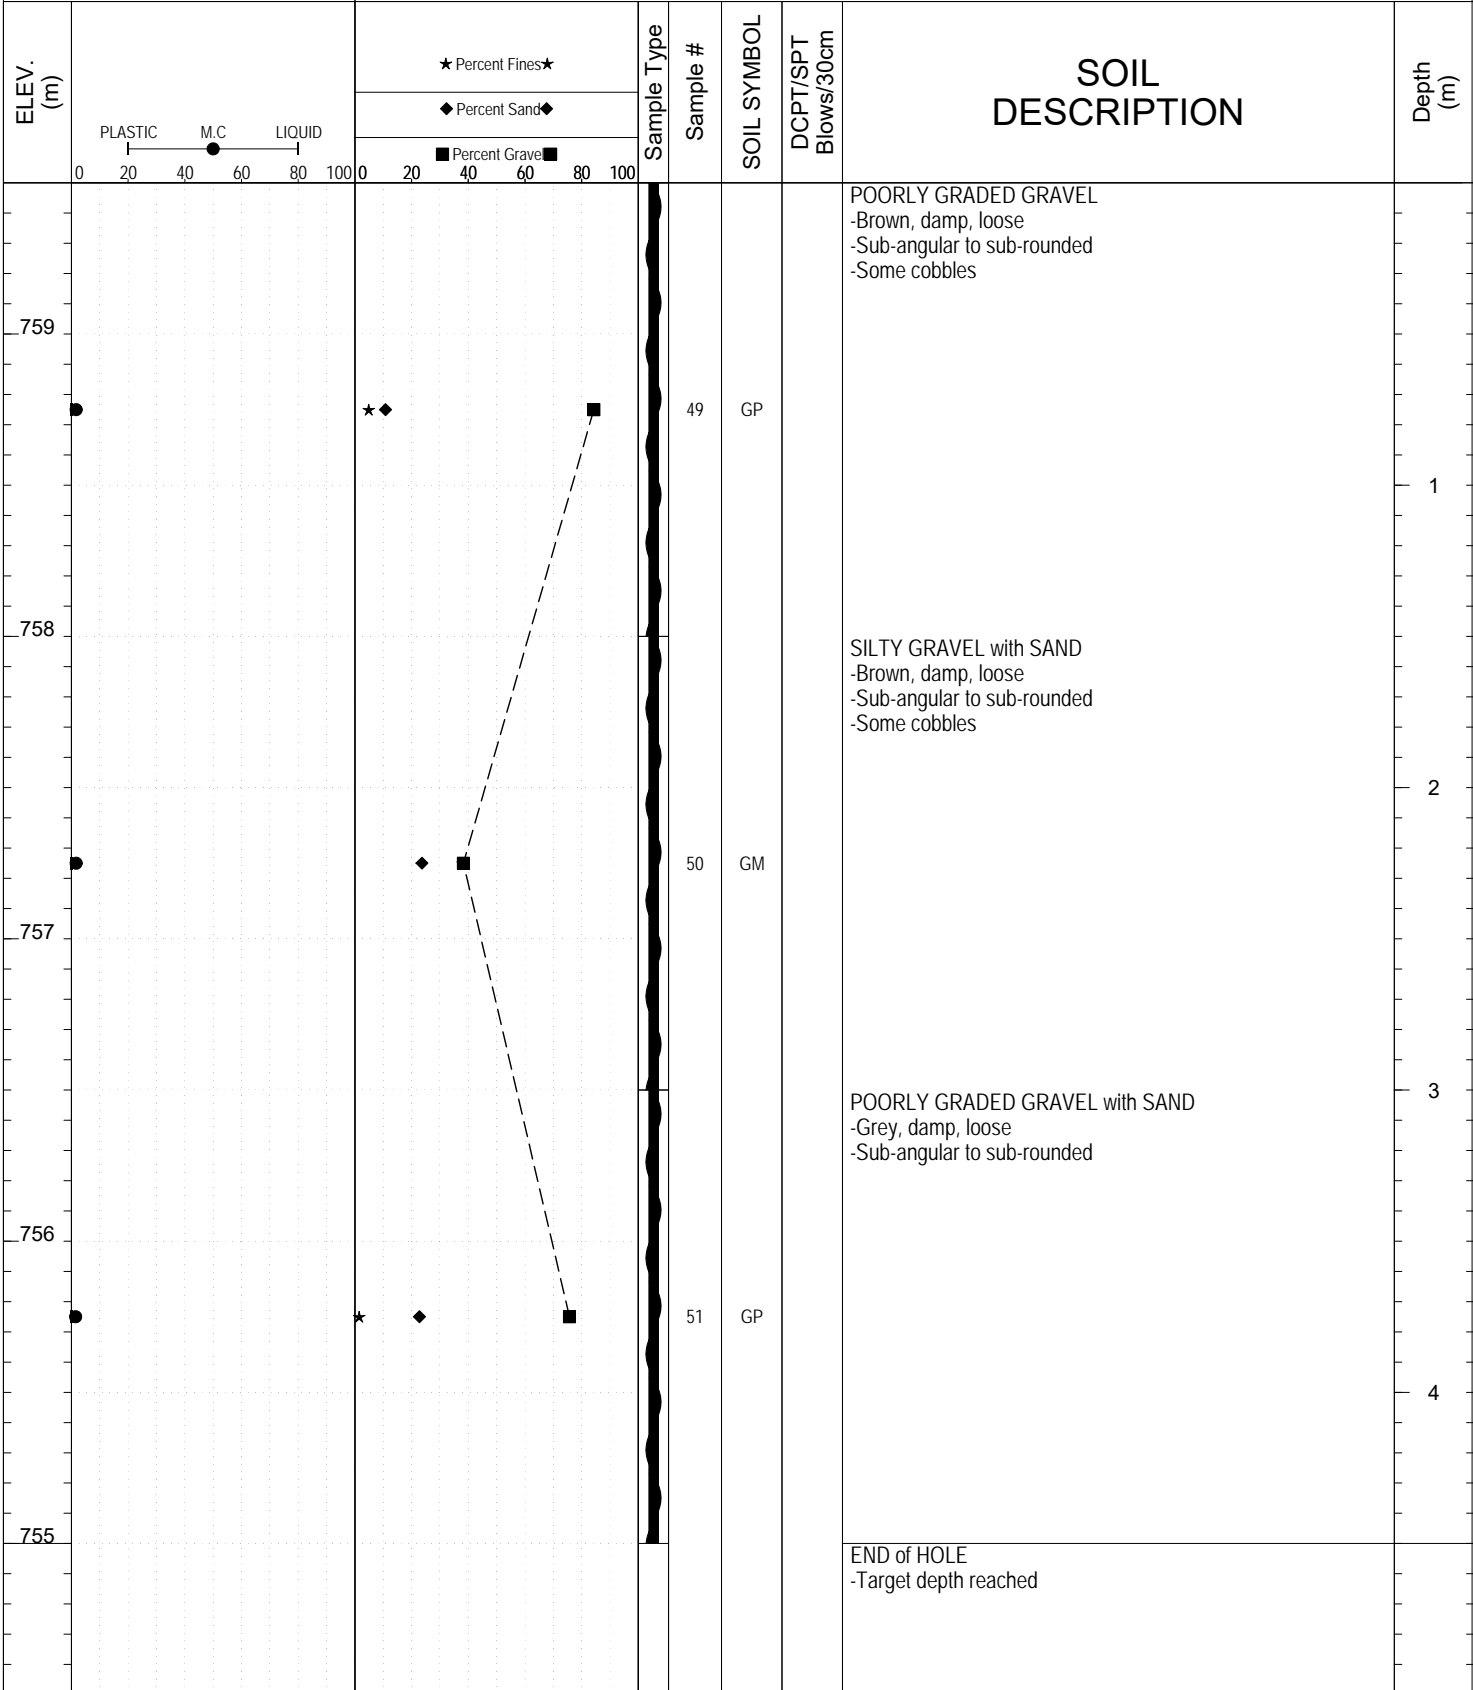 ELEV.
(m)
PLASTIC M.C LIQUID
0 20 40 60 80 100
★ Percent Fines ★
◆ Percent Sand ◆
■ Percent Gravel ■
0 20 40 60 80 100
Sample Type
Sample #
SOIL SYMBOL
DCPT/SPT
Blows/30cm
SOIL
DESCRIPTION
Depth
(m)
POORLY GRADED GRAVEL
-Brown, damp, loose
-Sub-angular to sub-rounded
-Some cobbles
759
49 GP
1
758
SILTY GRAVEL with SAND
-Brown, damp, loose
-Sub-angular to sub-rounded
-Some cobbles
2
50 GM
757
3
POORLY GRADED GRAVEL with SAND
-Grey, damp, loose
-Sub-angular to sub-rounded
756
51 GP
4
755
END of HOLE
-Target depth reached